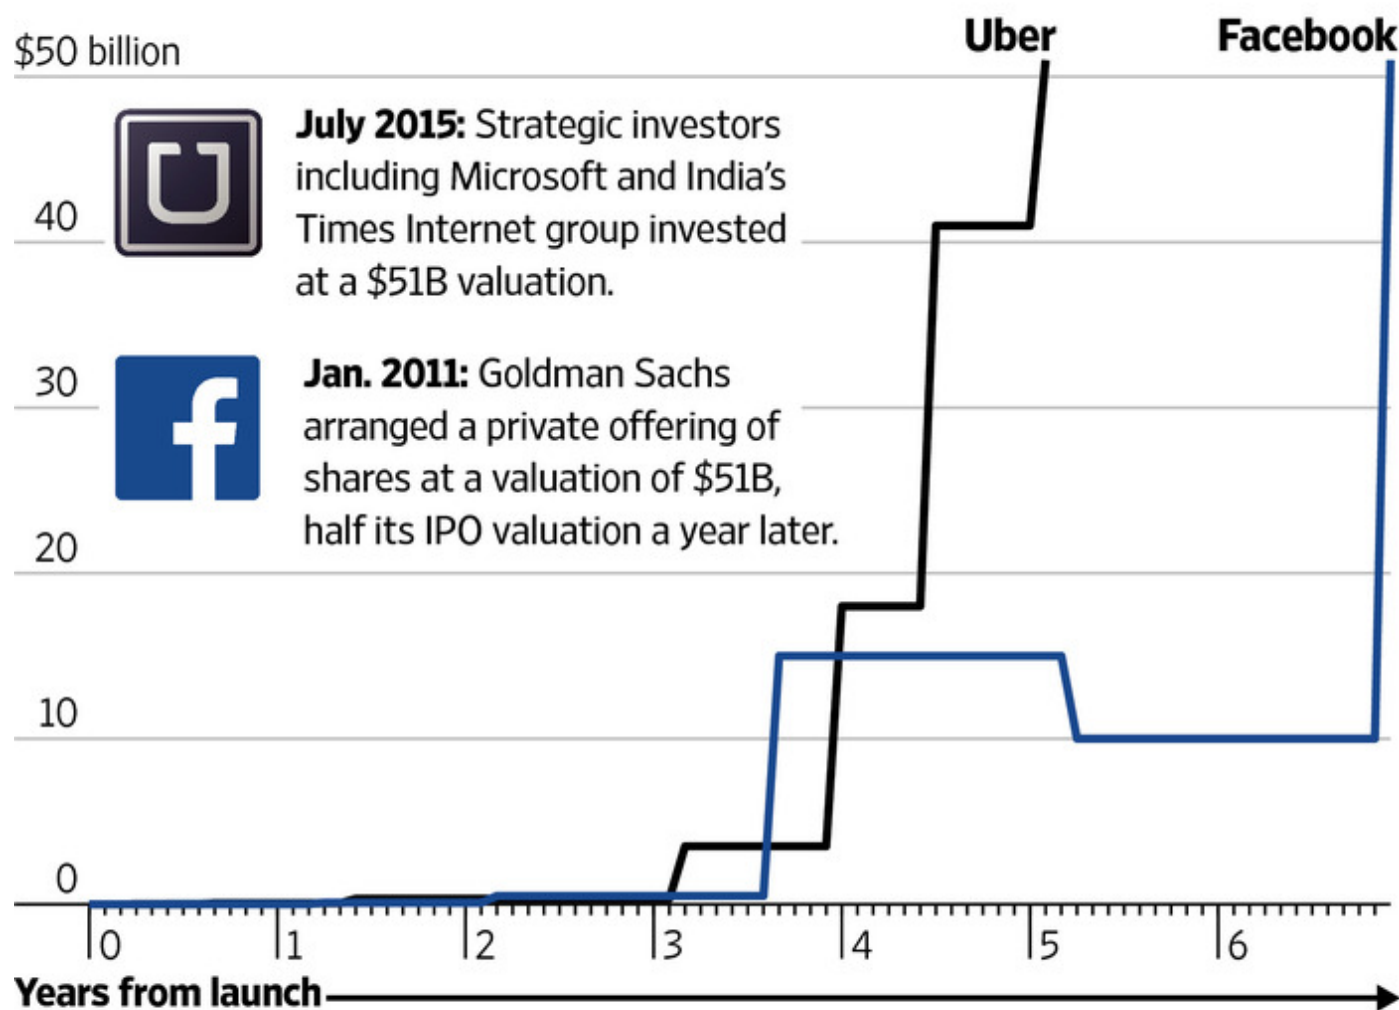 Uber Facebook
$50 billion
July 2015: Strategic investors
including Microsoft and India’s
Times Internet group invested
at a $51B valuation.
40
Jan. 2011: Goldman Sachs
arranged a private offering of
shares at a valuation of $51B,
half its IPO valuation a year later.
30
20
10
0
0 1 2 3 4 5 6
Years from launch